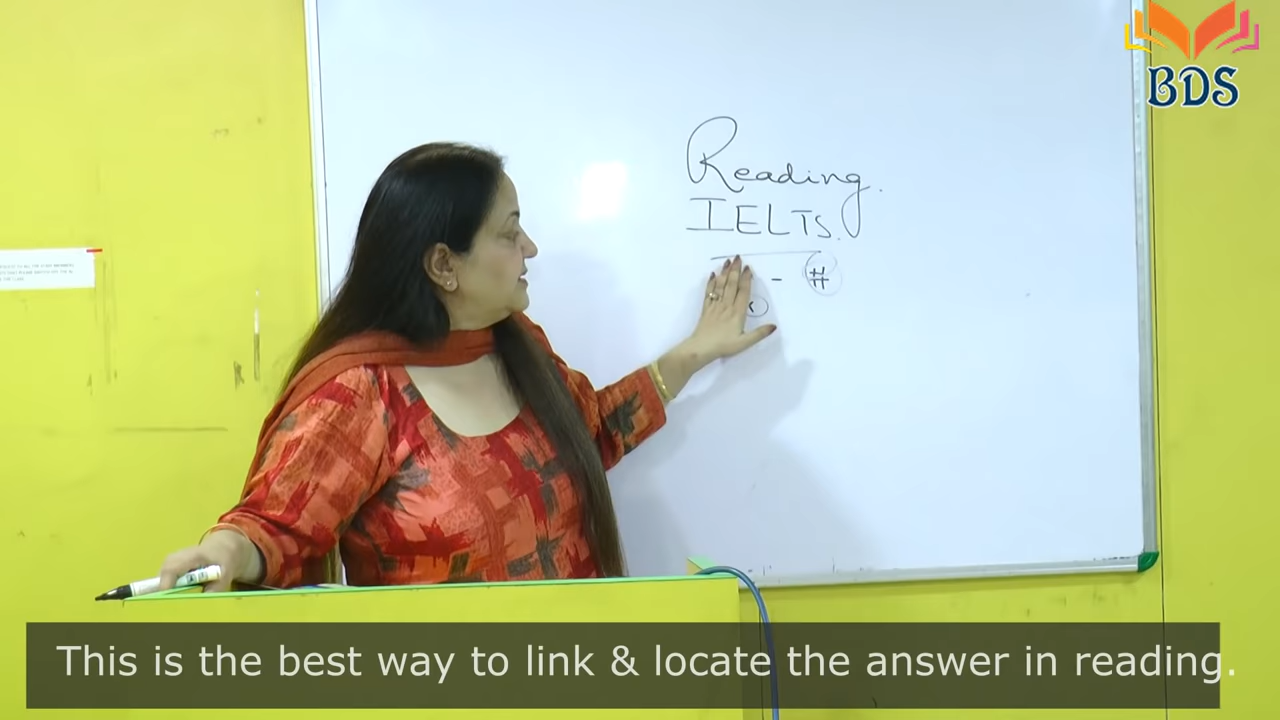 BDS
Reading.
IELTS.
- #
This is the best way to link & locate the answer in reading.